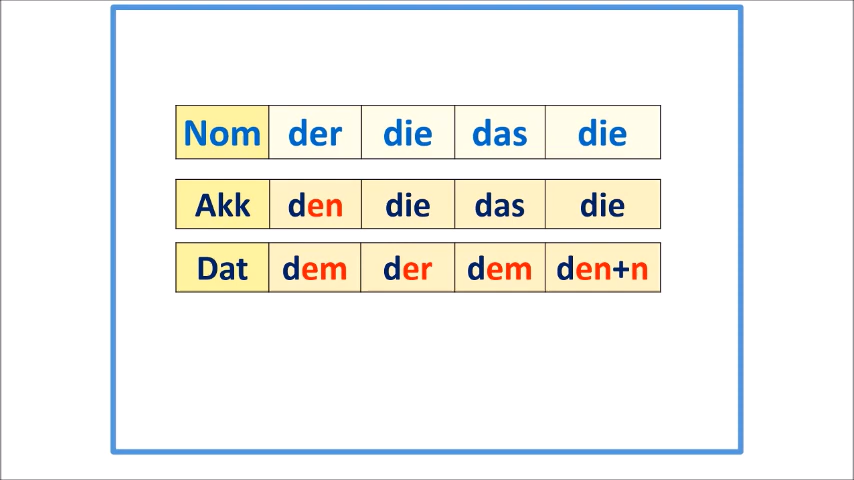 Nom der die das die
Akk den die das die
Dat dem der dem den+n